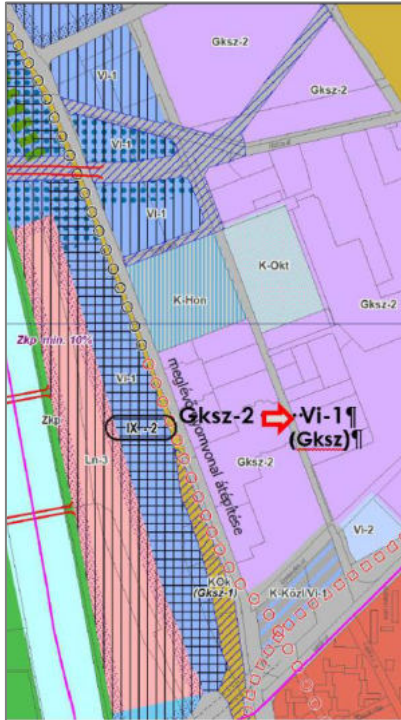 Gksz-2
Vi-1
Gksz-2
Vi-1
Vi-1
K-Okt
K-Hon
Gksz-2
Zkp min. 10%
Vi-1
meglévő nyomvonal átépítése
Gksz-2
Vi-1¶
(Gksz)¶
Zkp
IX.-2
Ln-3
Gksz-2
Vi-2
KÖk
(Gksz-1)
K-Közl/Vi-1